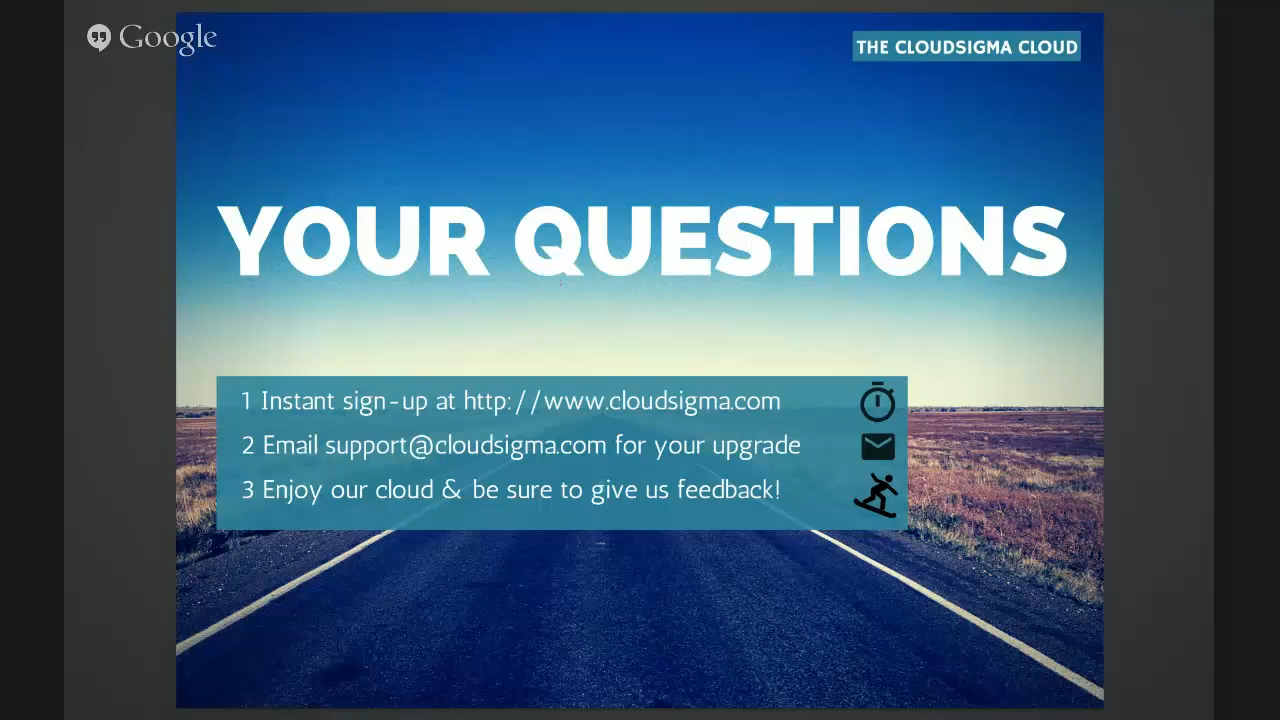 Google
THE CLOUDSIGMA CLOUD
YOUR QUESTIONS
1 Instant sign-up at http://www.cloudsigma.com
2 Email support@cloudsigma.com for your upgrade
3 Enjoy our cloud & be sure to give us feedback!